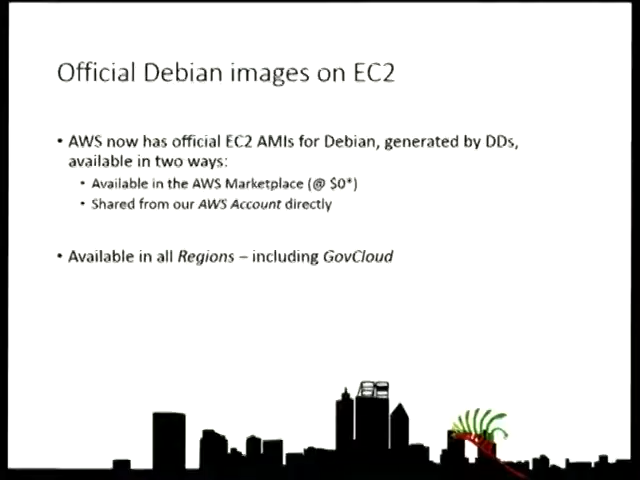 Official Debian images on EC2
• AWS now has official EC2 AMIs for Debian, generated by DDs,
available in two ways:
• Available in the AWS Marketplace (@ $0*)
• Shared from our AWS Account directly
• Available in all Regions – including GovCloud